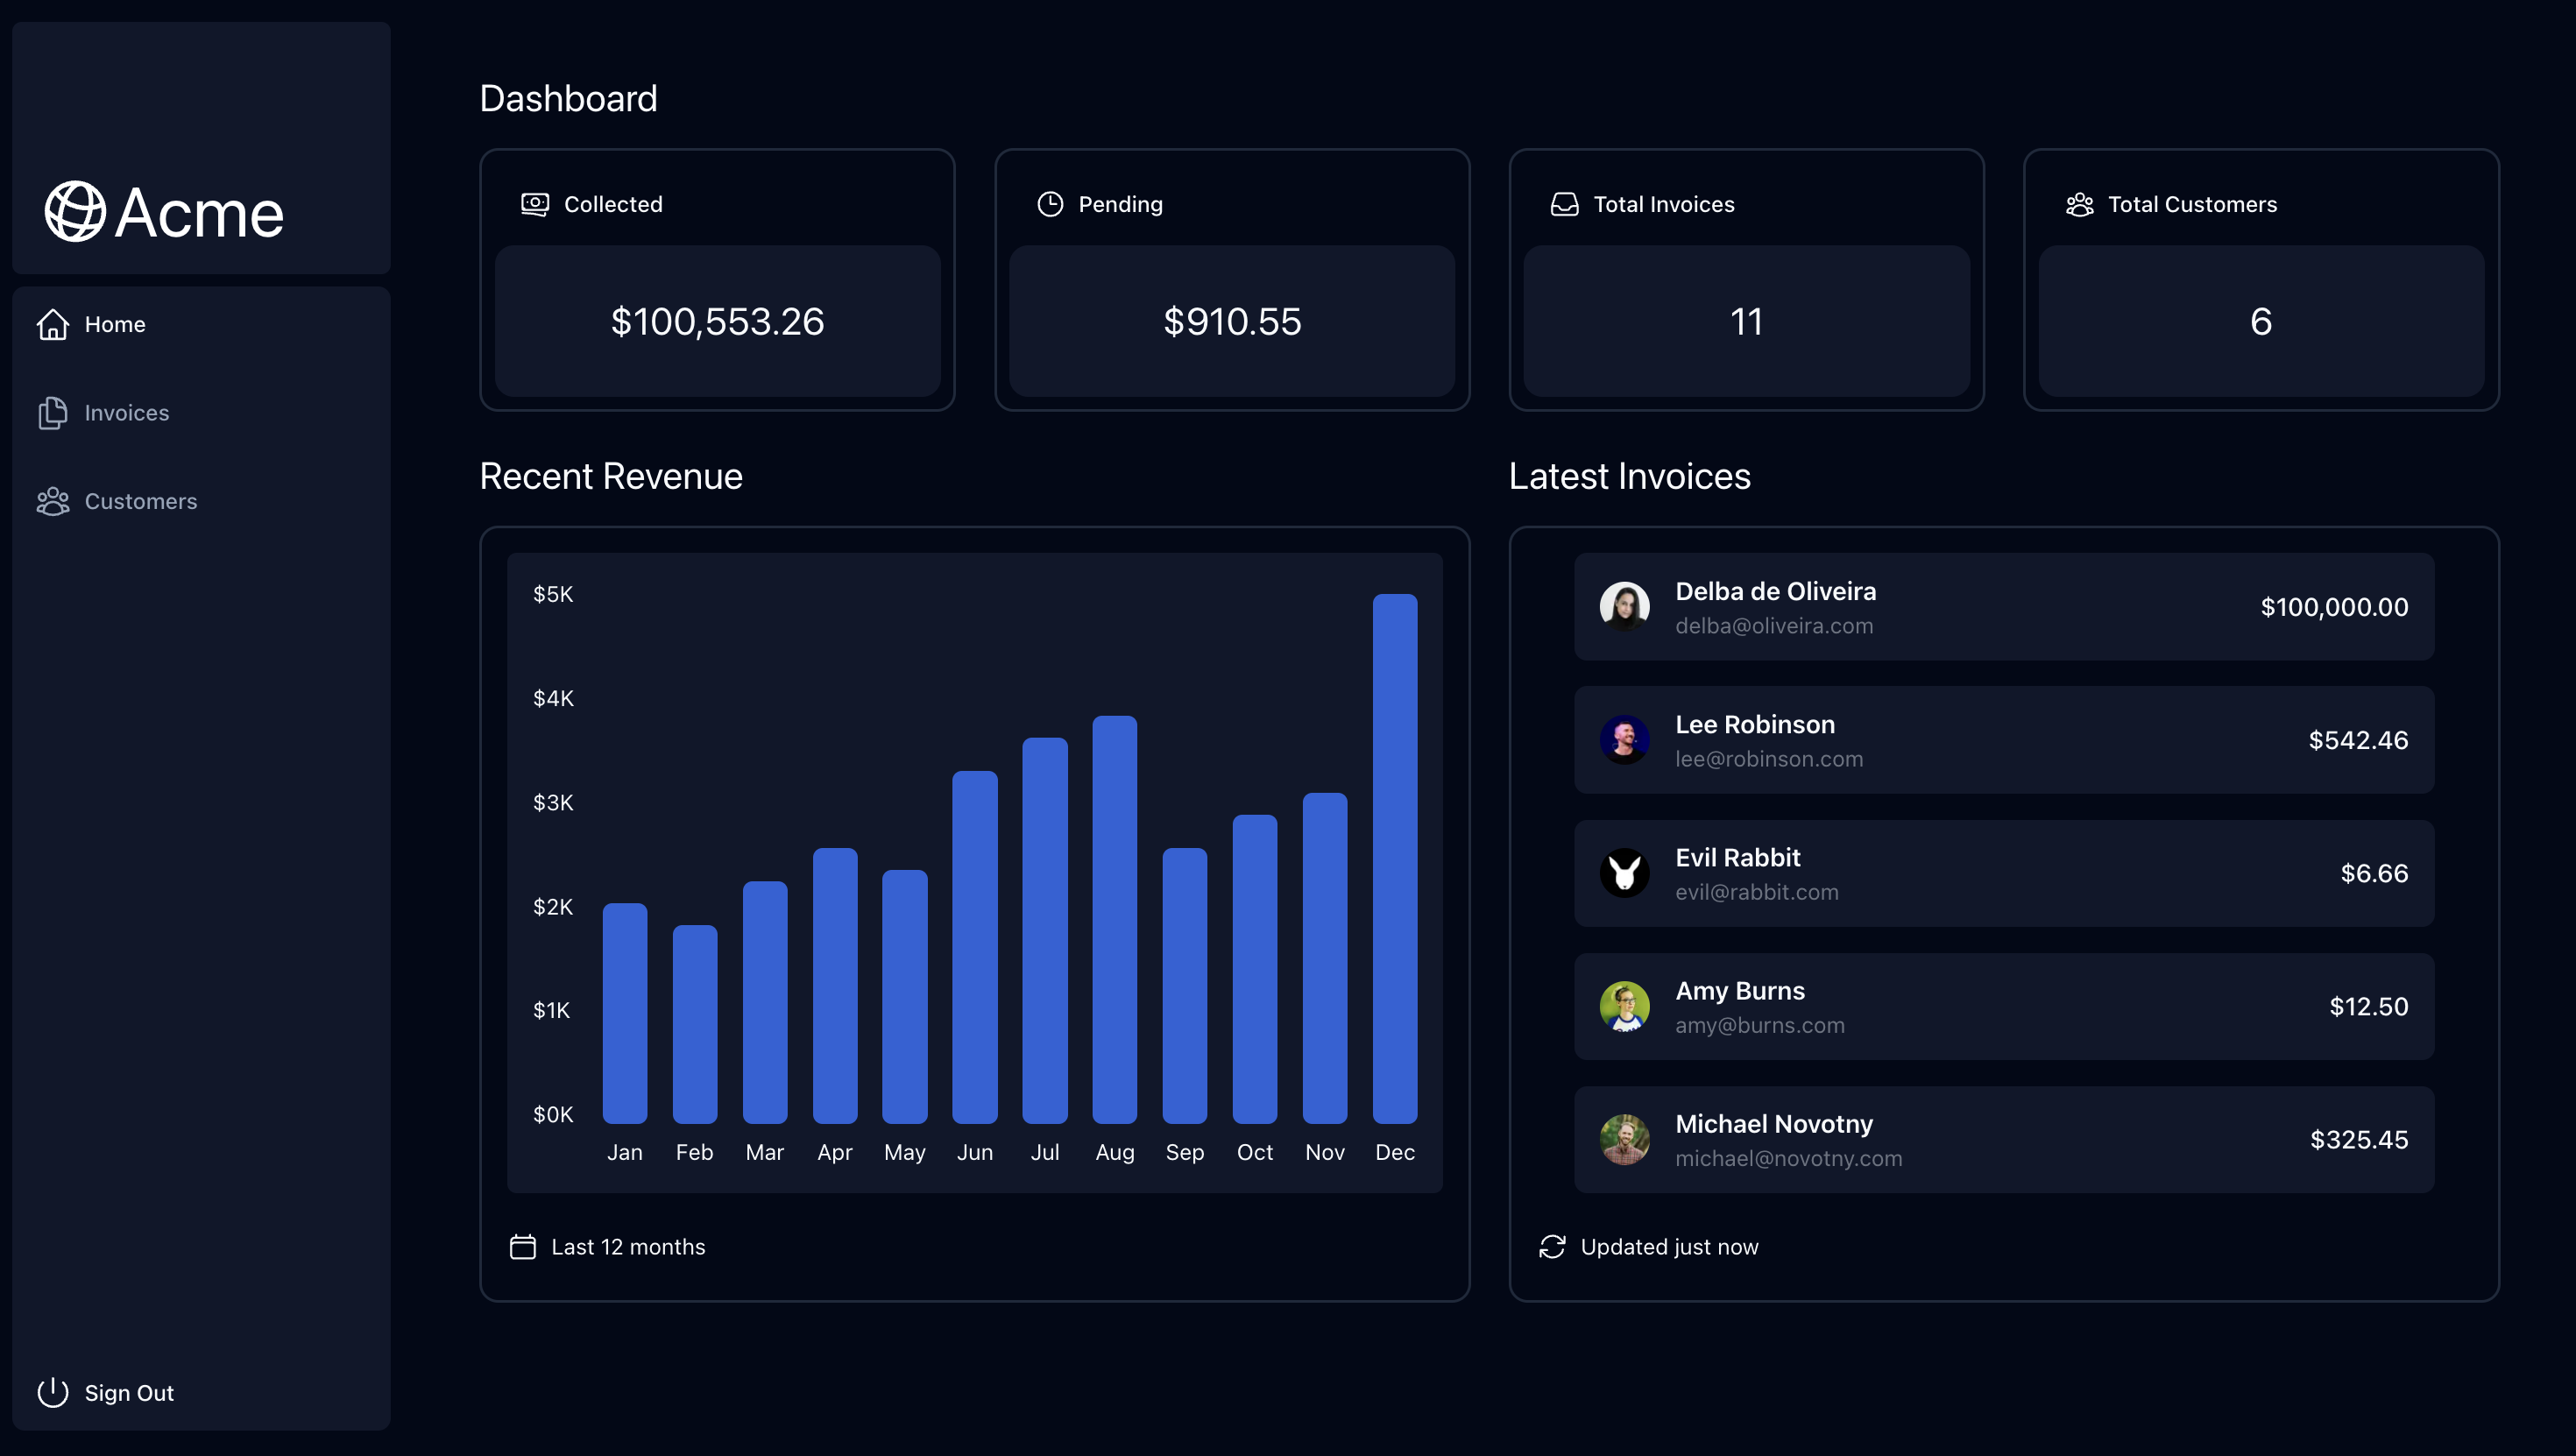 Acme
Home
Invoices
Customers
Sign Out
Dashboard
Collected
$100,553.26
Pending
$910.55
Total Invoices
11
Total Customers
6
Recent Revenue
$5K
$4K
$3K
$2K
$1K
$0K
Jan Feb Mar Apr May Jun Jul Aug Sep Oct Nov Dec
Last 12 months
Latest Invoices
Delba de Oliveira
delba@oliveira.com
$100,000.00
Lee Robinson
lee@robinson.com
$542.46
Evil Rabbit
evil@rabbit.com
$6.66
Amy Burns
amy@burns.com
$12.50
Michael Novotny
michael@novotny.com
$325.45
Updated just now